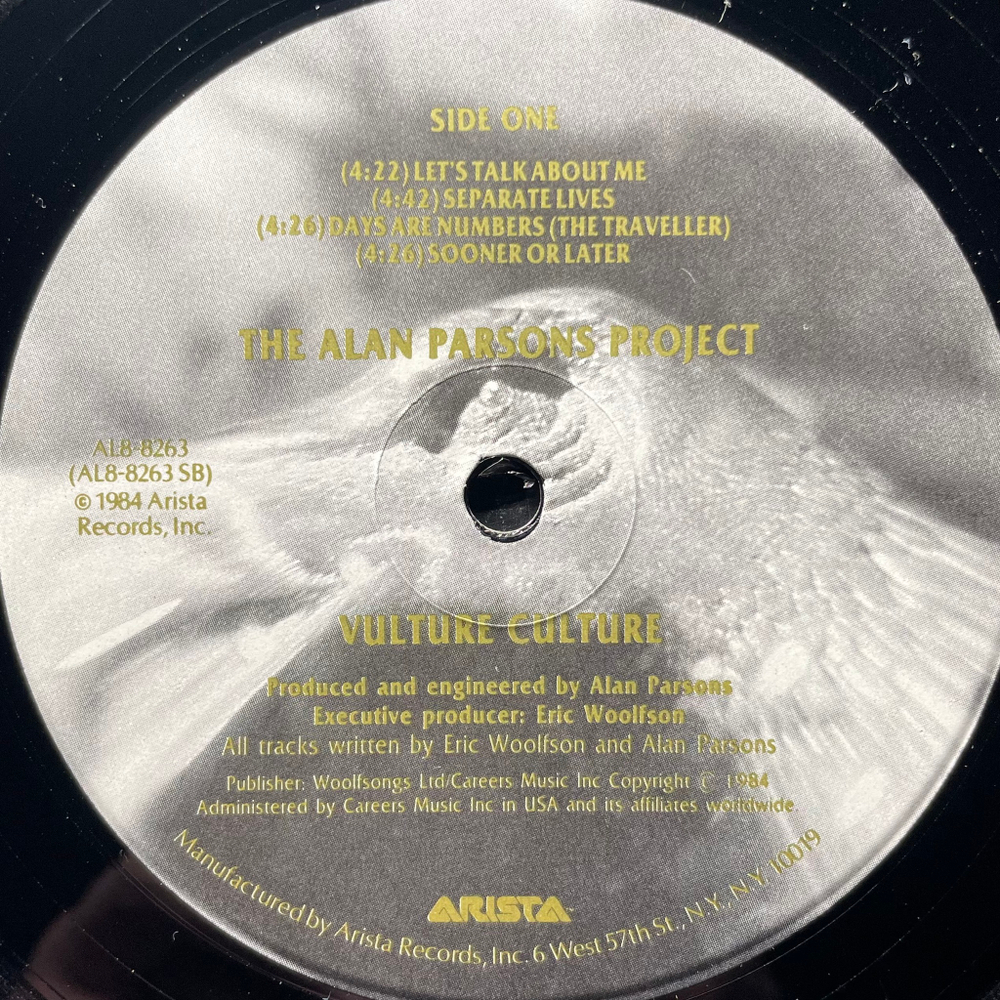 SIDE ONE
(4:22) LET'S TALK ABOUT ME
(4:42) SEPARATE LIVES
(4:26) DAYS ARE NUMBERS (THE TRAVELLER)
(4:26) SOONER OR LATER
THE ALAN PARSONS PROJECT
AL8-8263
(AL8-8263 SB)
© 1984 Arista
Records, Inc.
VULTURE CULTURE
Produced and engineered by Alan Parsons
Executive producer: Eric Woolfson
All tracks written by Eric Woolfson and Alan Parsons
Publisher: Woolfsongs Ltd/Careers Music Inc Copyright © 1984
Administered by Careers Music Inc in USA and its affiliates worldwide
ARISTA
Manufactured by Arista Records, Inc. 6 West 57th St., N.Y., N.Y. 10019